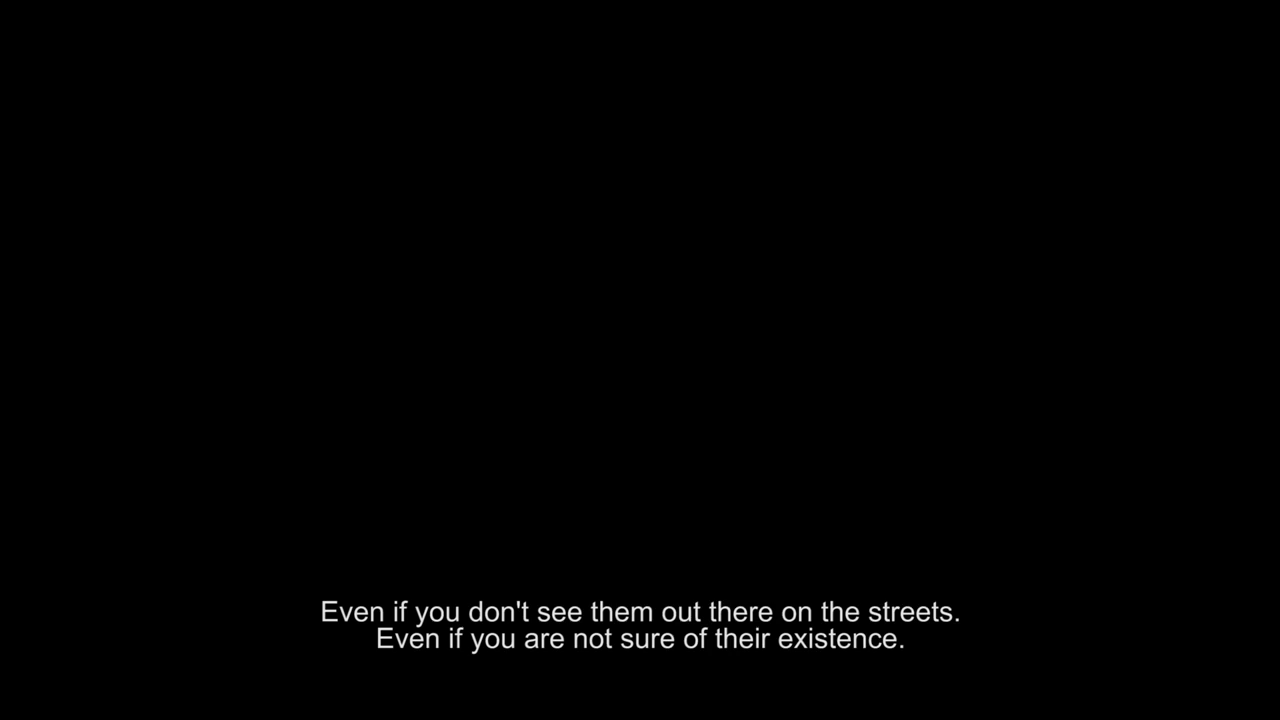 Even if you don't see them out there on the streets.
Even if you are not sure of their existence.